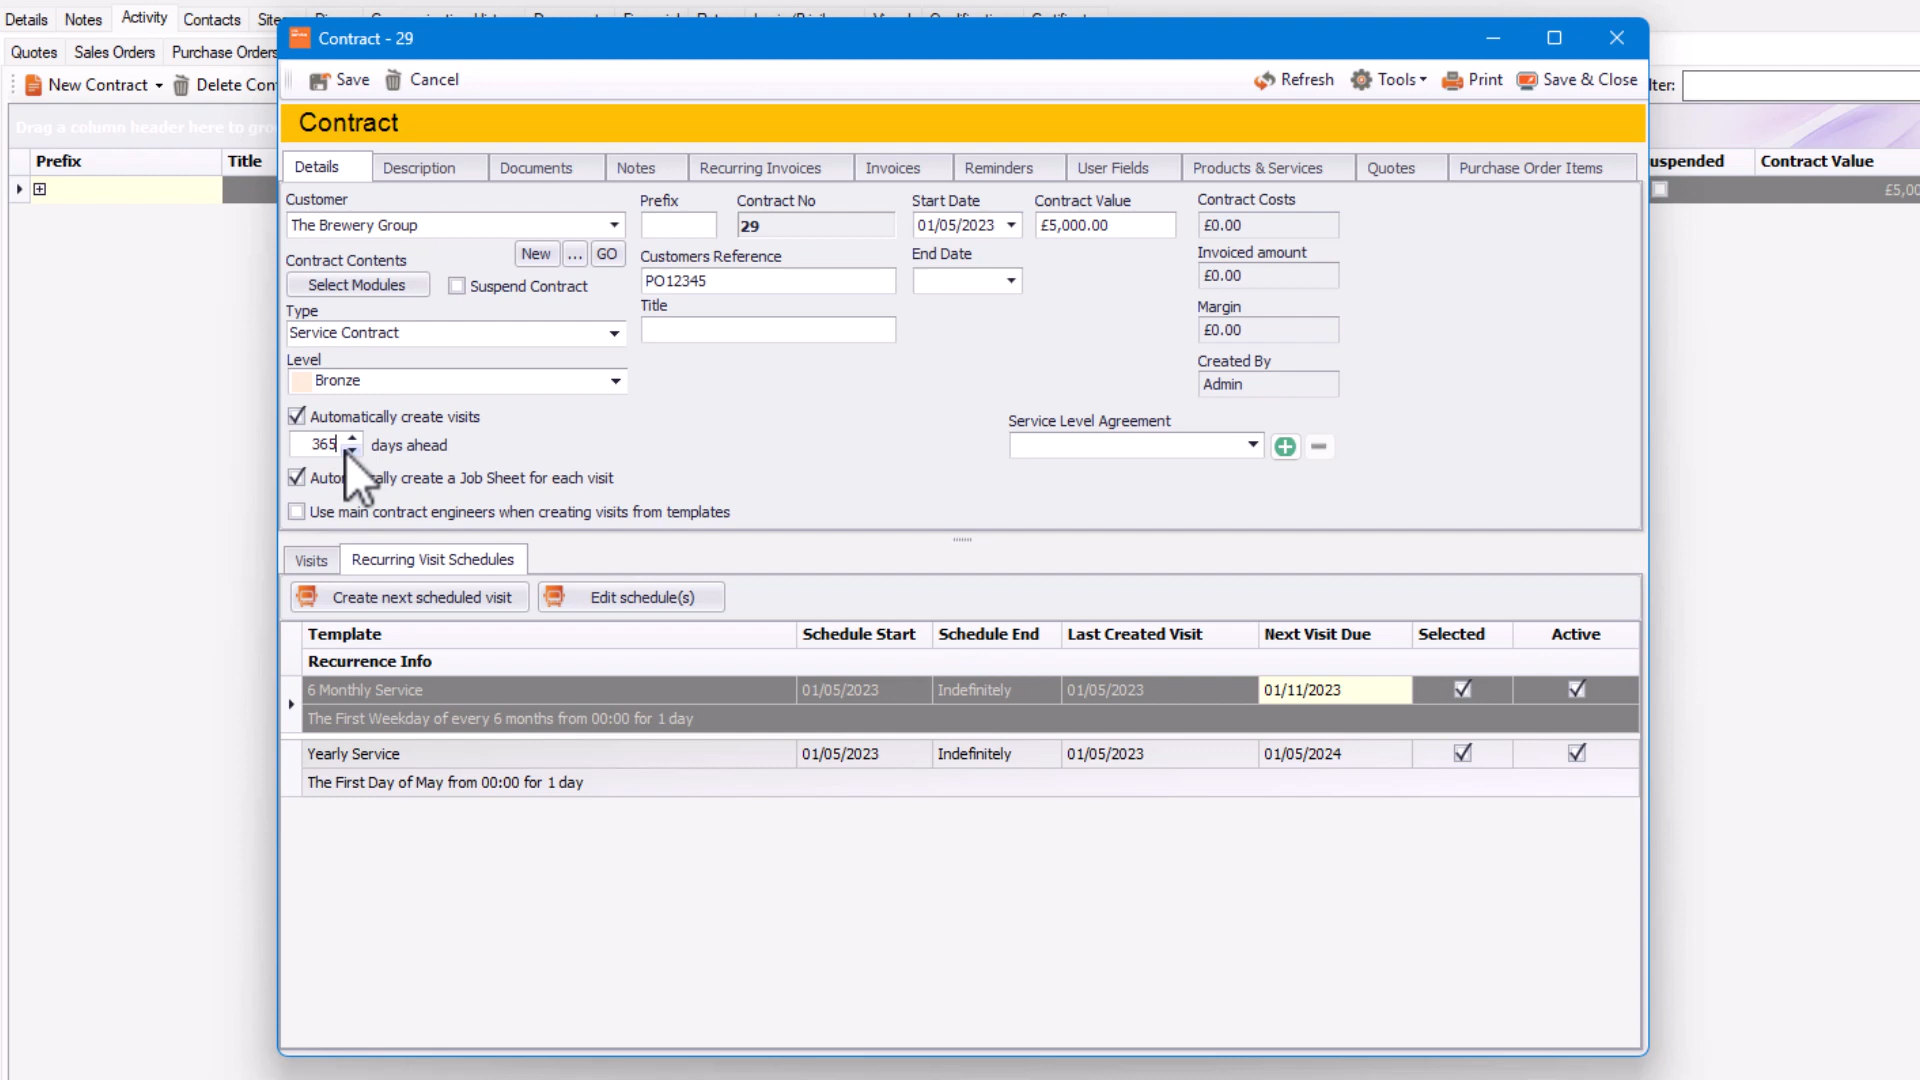 Details Notes Activity Contacts
Quotes Sales Orders Purchase Orders
Contract - 29
New Contract Delete Con lter:
Save Cancel Refresh Tools Print Save & Close
Contract
Drag a column header here to gro
Prefix Title uspended Contract Value
£5,00
Details Description Documents Notes Recurring Invoices Invoices Reminders User Fields Products & Services Quotes Purchase Order Items
Customer Prefix Contract No Start Date Contract Value Contract Costs
The Brewery Group 29 01/05/2023 £5,000.00 £0.00
New ... GO Customers Reference End Date Invoiced amount
Contract Contents
Select Modules Suspend Contract PO12345 £0.00
Type Title Margin
Service Contract £0.00
Level Created By
Bronze Admin
Automatically create visits Service Level Agreement
365 days ahead
Auto cally create a Job Sheet for each visit
Use main contract engineers when creating visits from templates
Visits Recurring Visit Schedules
Create next scheduled visit Edit schedule(s)
Template Schedule Start Schedule End Last Created Visit Next Visit Due Selected Active
Recurrence Info
6 Monthly Service 01/05/2023 Indefinitely 01/05/2023 01/11/2023
The First Weekday of every 6 months from 00:00 for 1 day
Yearly Service 01/05/2023 Indefinitely 01/05/2023 01/05/2024
The First Day of May from 00:00 for 1 day